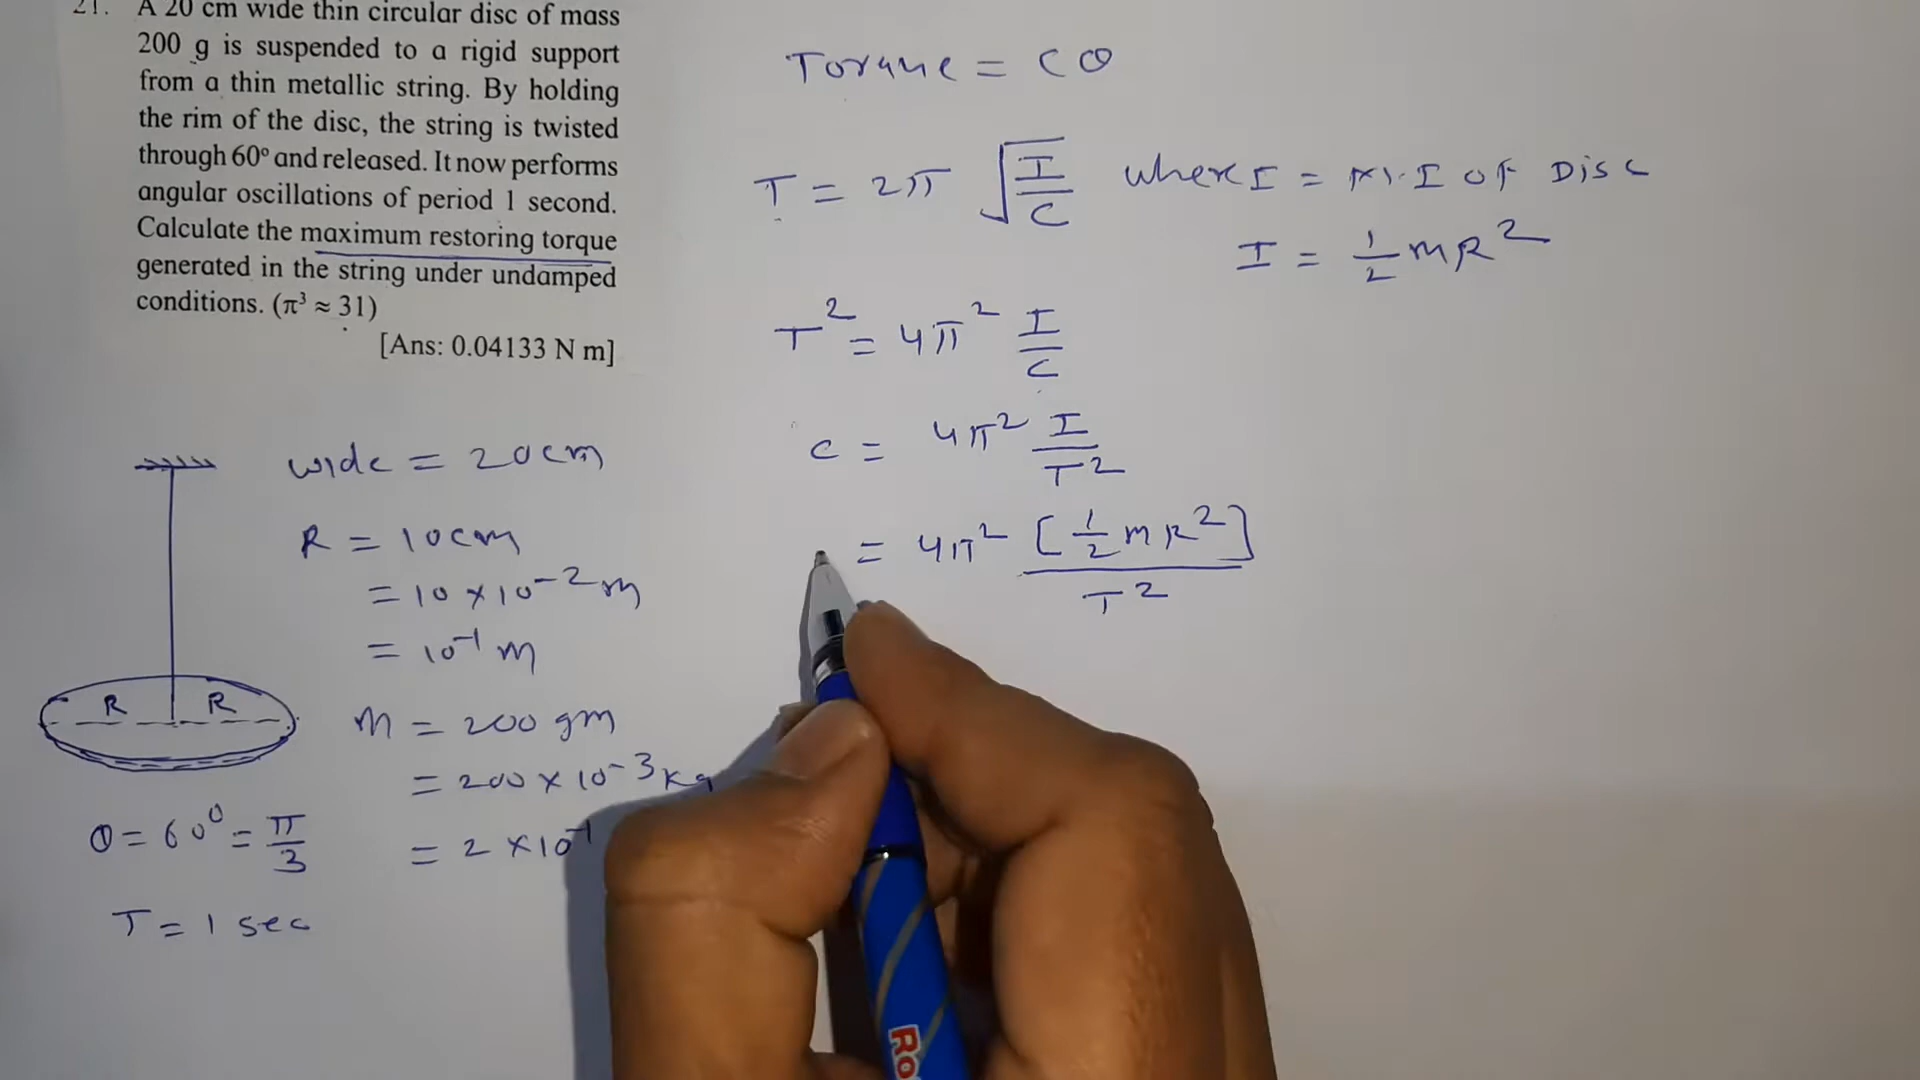 21. A 20 cm wide thin circular disc of mass
200 g is suspended to a rigid support
from a thin metallic string. By holding
the rim of the disc, the string is twisted
through 60° and released. It now performs
angular oscillations of period 1 second.
Calculate the maximum restoring torque
generated in the string under undamped
conditions. (π³ ≈ 31)
[Ans: 0.04133 N m]
wide = 20cm
R = 10cm
= 10 × 10⁻² m
= 10⁻¹ m
R R
m = 200 gm
= 200 × 10⁻³ kg
= 2 × 10⁻¹
θ = 60⁰ = π/3
T = 1 sec
Torque = Cθ
T = 2π √(I/C) where I = M.I of Disc
I = 1/2 mR²
T² = 4π² I/C
C = 4π² I/T²
= 4π² [1/2 mR²]/T²
Ro